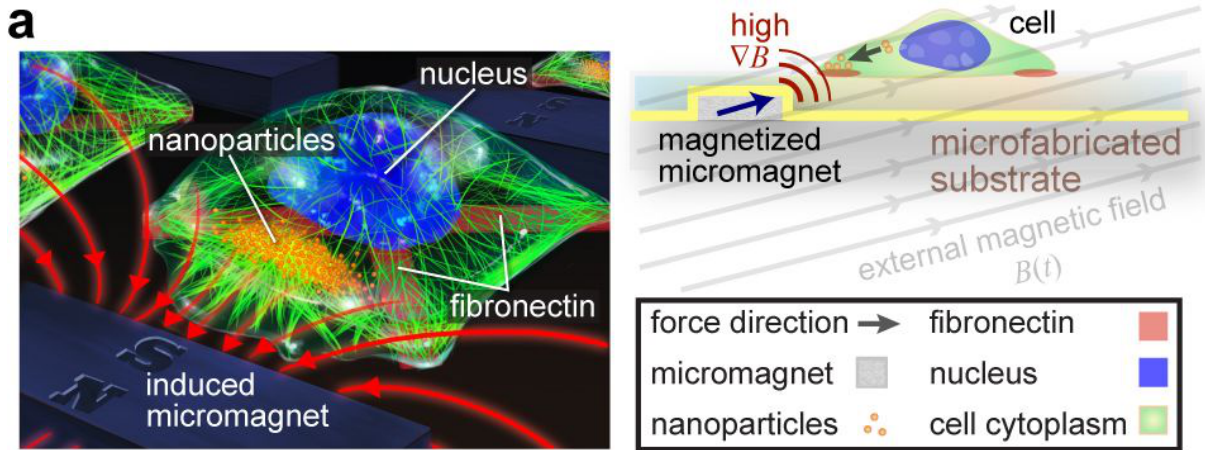 a
nucleus
nanoparticles
fibronectin
S
N
induced
micromagnet
S
N
high
∇B
cell
magnetized
micromagnet
microfabricated
substrate
external magnetic field
B(t)
force direction
fibronectin
micromagnet
nucleus
nanoparticles
cell cytoplasm